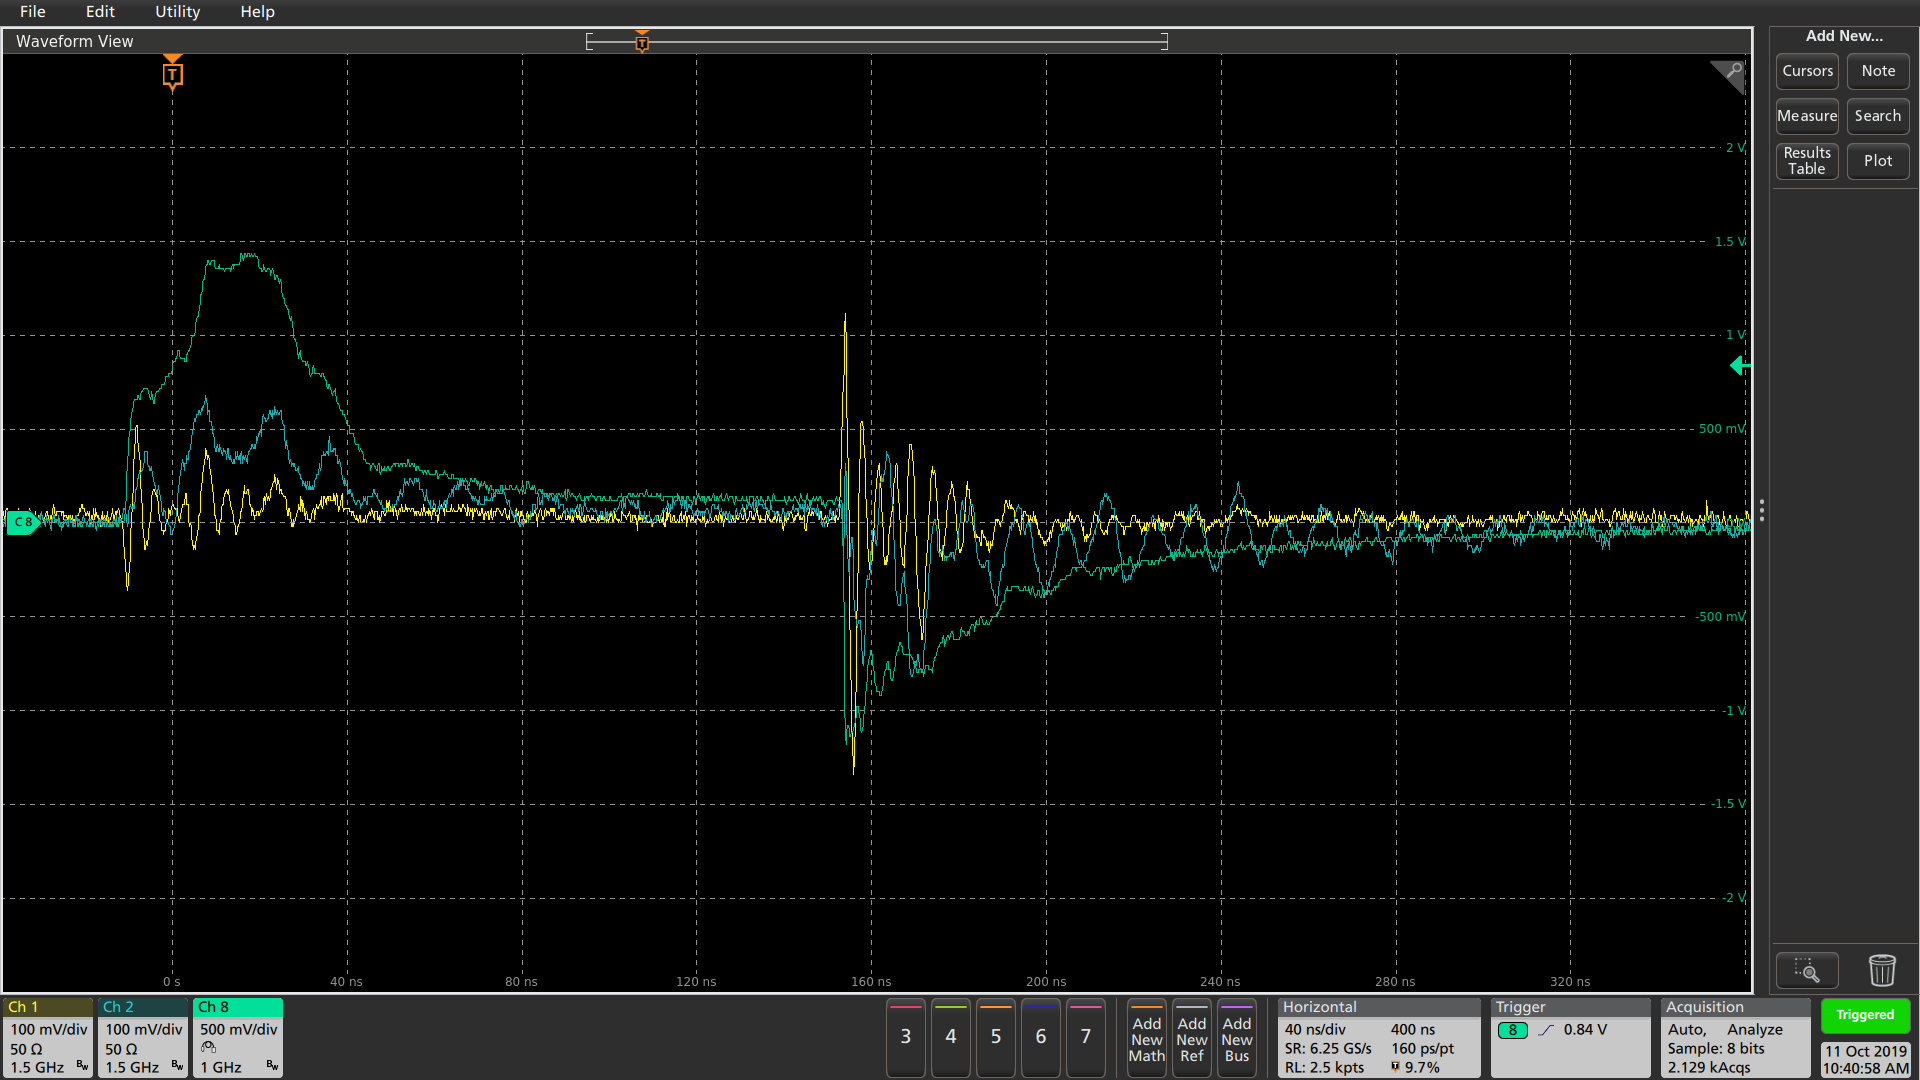 File Edit Utility Help
Waveform View
T
T
Add New...
Cursors Note
Measure Search
Results Table Plot
2 V
1.5 V
1 V
500 mV
C 8
-500 mV
-1 V
-1.5 V
-2 V
0 s 40 ns 80 ns 120 ns 160 ns 200 ns 240 ns 280 ns 320 ns
Ch 1
100 mV/div
50 Ω
1.5 GHz Bw
Ch 2
100 mV/div
50 Ω
1.5 GHz Bw
Ch 8
500 mV/div
1 GHz Bw
3 4 5 6 7
Add New Math
Add New Ref
Add New Bus
Horizontal
40 ns/div 400 ns
SR: 6.25 GS/s 160 ps/pt
RL: 2.5 kpts T 9.7%
Trigger
8 0.84 V
Acquisition
Auto, Analyze
Sample: 8 bits
2.129 kAcqs
Triggered
11 Oct 2019
10:40:58 AM